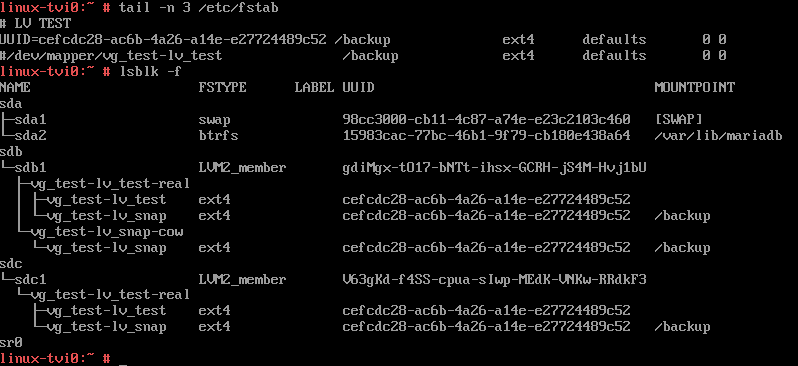 linux-tvi0:~ # tail -n 3 /etc/fstab
# LV TEST
UUID=cefcdc28-ac6b-4a26-a14e-e27724489c52 /backup ext4 defaults 0 0
#/dev/mapper/vg_test-lv_test /backup ext4 defaults 0 0
linux-tvi0:~ # lsblk -f
NAME FSTYPE LABEL UUID MOUNTPOINT
sda
├─sda1 swap 98cc3000-cb11-4c87-a74e-e23c2103c460 [SWAP]
└─sda2 btrfs 15983cac-77bc-46b1-9f79-cb180e438a64 /var/lib/mariadb
sdb
└─sdb1 LVM2_member gdiMgx-tO17-bNTt-ihsx-GCRH-jS4M-Hvj1bU
  ├─vg_test-lv_test-real
  │ ├─vg_test-lv_test ext4 cefcdc28-ac6b-4a26-a14e-e27724489c52
  │ └─vg_test-lv_snap ext4 cefcdc28-ac6b-4a26-a14e-e27724489c52 /backup
  └─vg_test-lv_snap-cow
    └─vg_test-lv_snap ext4 cefcdc28-ac6b-4a26-a14e-e27724489c52 /backup
sdc
└─sdc1 LVM2_member V63gKd-f4SS-cpua-sIwp-MEdK-VNKw-RRdkF3
  └─vg_test-lv_test-real
    ├─vg_test-lv_test ext4 cefcdc28-ac6b-4a26-a14e-e27724489c52
    └─vg_test-lv_snap ext4 cefcdc28-ac6b-4a26-a14e-e27724489c52 /backup
sr0
linux-tvi0:~ # _